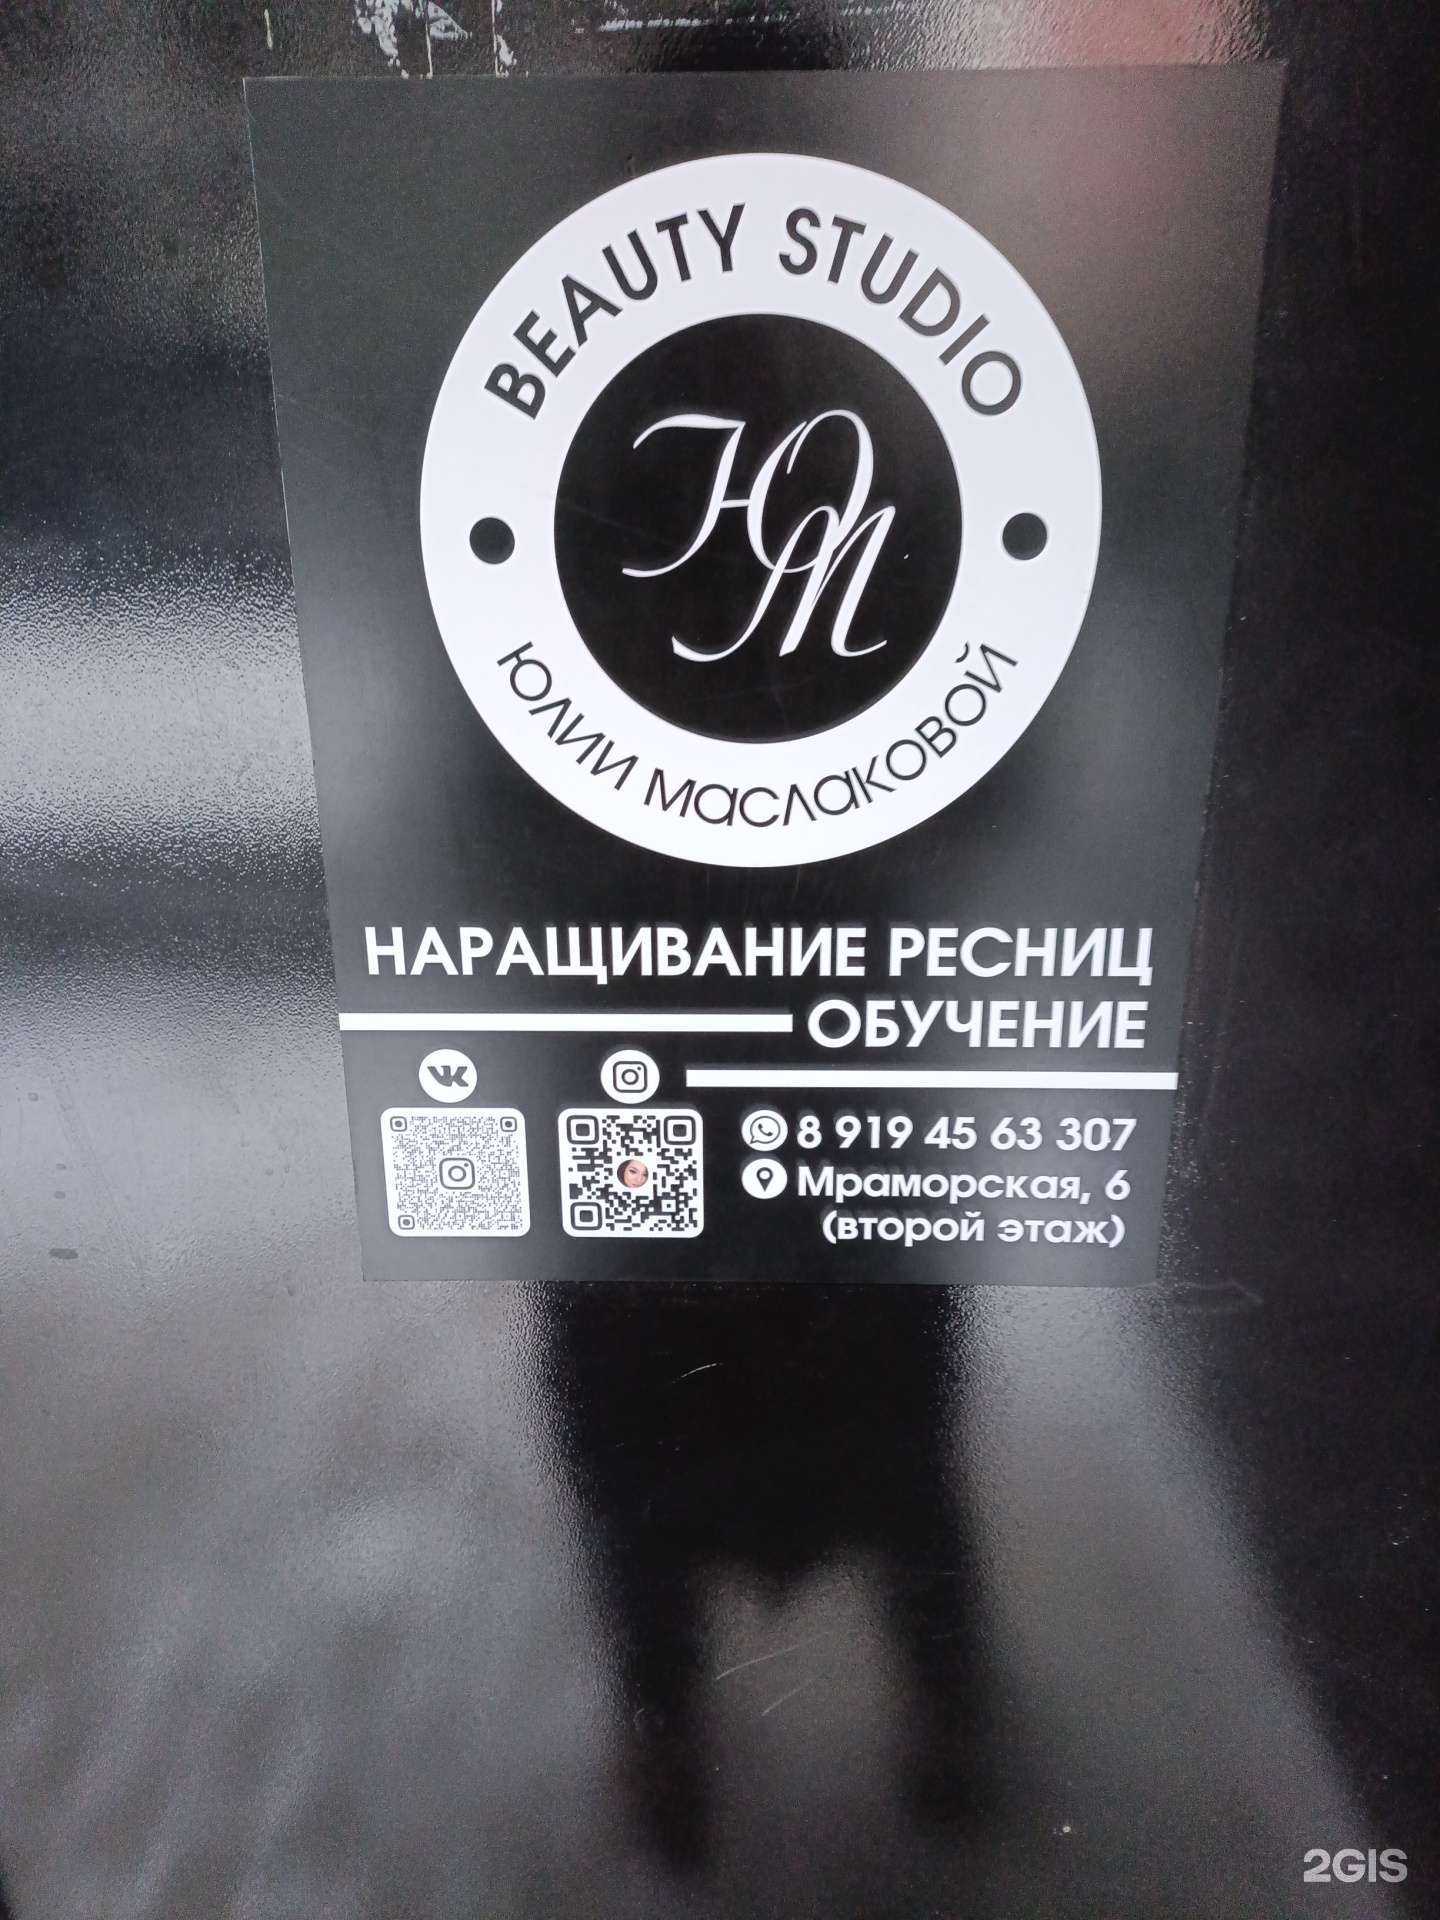 BEAUTY STUDIO
ЮМ
ЮЛИИ МАСЛАКОВОЙ
НАРАЩИВАНИЕ РЕСНИЦ
ОБУЧЕНИЕ
8 919 45 63 307
Мраморская, 6
(второй этаж)
2GIS